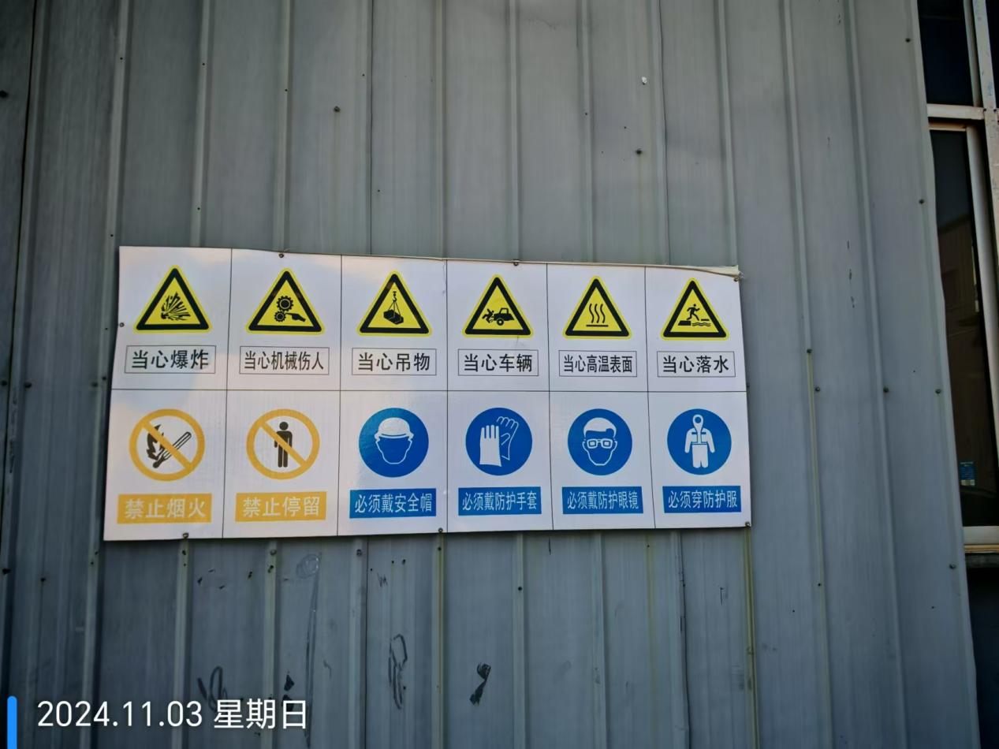 当心爆炸
当心机械伤人
当心吊物
当心车辆
当心高温表面
当心落水
禁止烟火
禁止停留
必须戴安全帽
必须戴防护手套
必须戴防护眼镜
必须穿防护服
2024.11.03 星期日